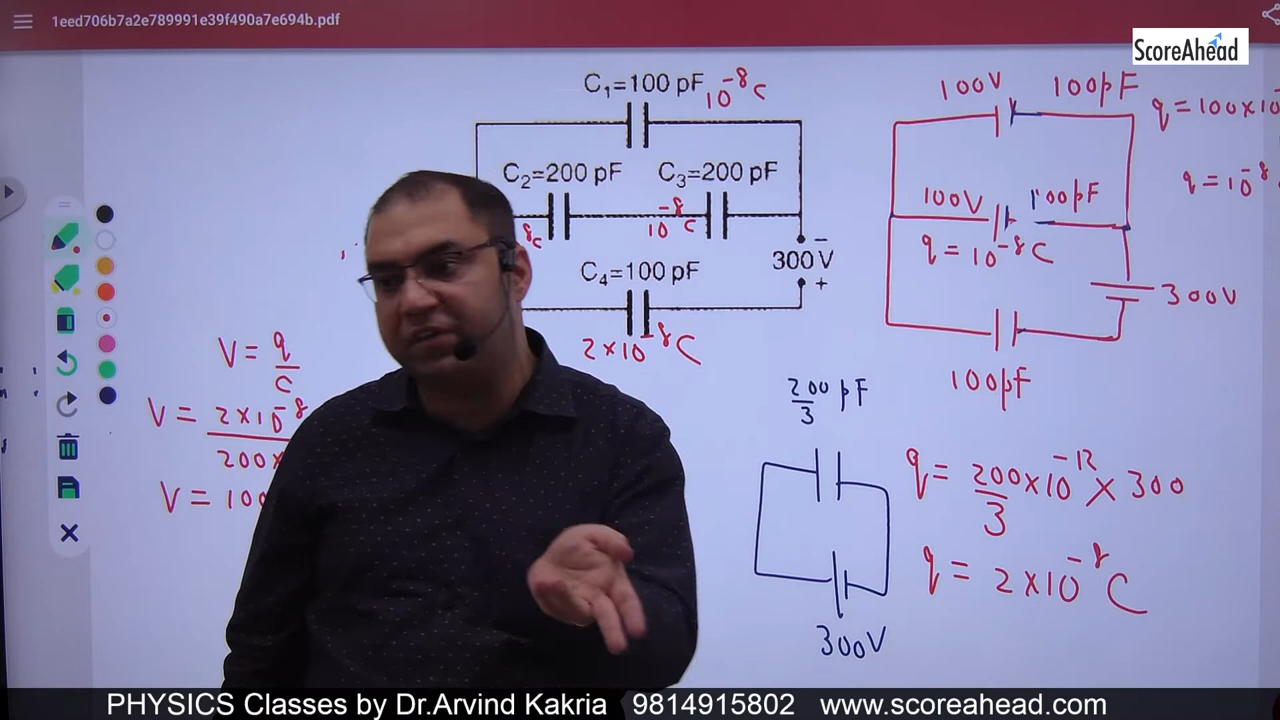 1eed706b7a2e789991e39f490a7e694b.pdf
ScoreAhead
C₁=100 pF
10⁻⁸ C
C₂=200 pF
C₃=200 pF
⁸C
10⁻⁸ C
300 V
−
+
C₄=100 pF
2×10⁻⁸ C
V = q/C
V = 2×10⁻⁸
200×
V = 100
100V
100pF
q = 100×10
q = 10⁻⁸
100V
100pF
q = 10⁻⁸ C
300V
100pF
200/3 pF
300V
q = 200/3 ×10⁻¹² × 300
q = 2×10⁻⁸ C
PHYSICS Classes by Dr.Arvind Kakria 9814915802 www.scoreahead.com